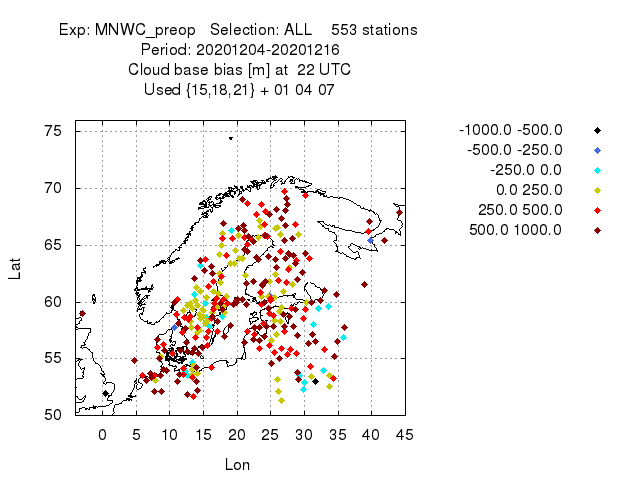 Exp: MNWC_preop Selection: ALL 553 stations
Period: 20201204-20201216
Cloud base bias [m] at 22 UTC
Used {15,18,21} + 01 04 07
-1000.0 -500.0
-500.0 -250.0
-250.0 0.0
0.0 250.0
250.0 500.0
500.0 1000.0
75
70
65
60
55
50
Lat
0 5 10 15 20 25 30 35 40 45
Lon